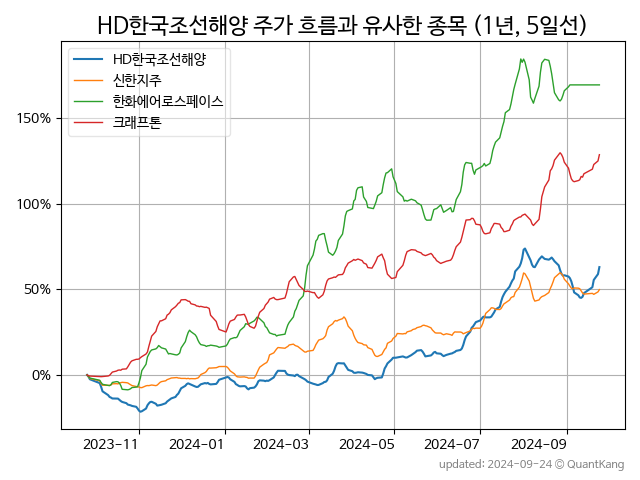 HD한국조선해양 주가 흐름과 유사한 종목 (1년, 5일선)
HD한국조선해양
신한지주
한화에어로스페이스
크래프톤
150%
100%
50%
0%
2023-11 2024-01 2024-03 2024-05 2024-07 2024-09
updated: 2024-09-24 © QuantKang